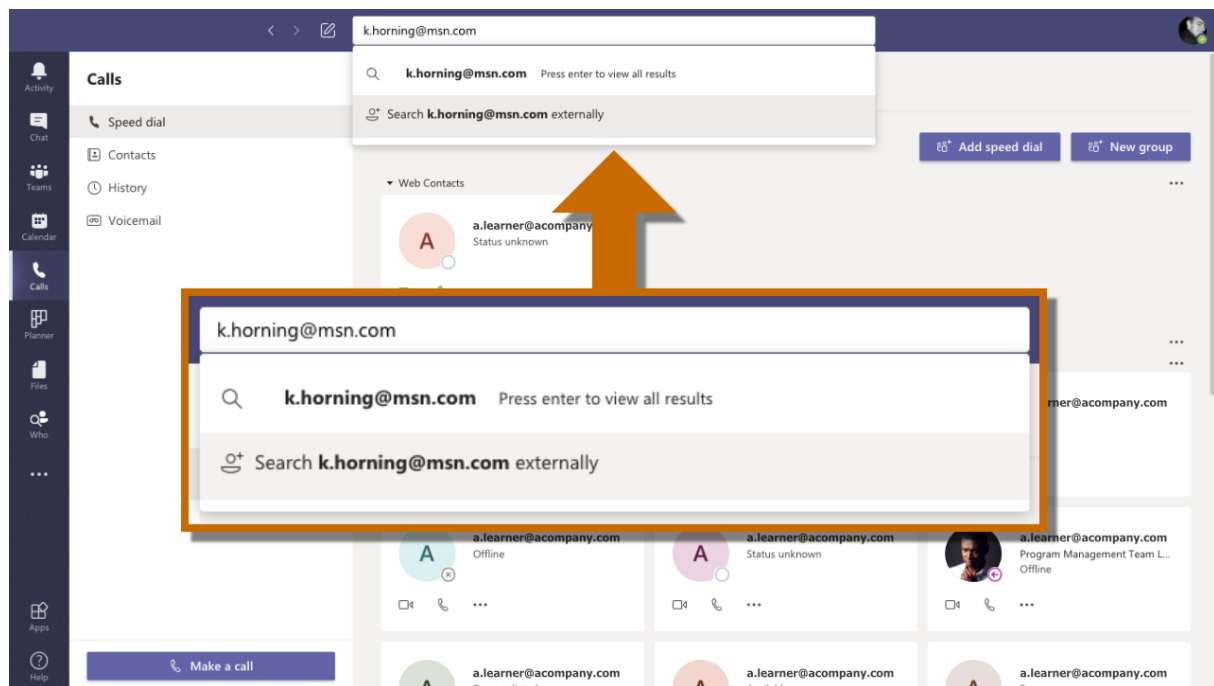 k.horning@msn.com
k.horning@msn.com Press enter to view all results
Search k.horning@msn.com externally
Activity
Chat
Teams
Calendar
Calls
Planner
Files
Who
Apps
Help
Calls
Speed dial
Contacts
History
Voicemail
Make a call
Add speed dial
New group
Web Contacts
A
a.learner@acompany
Status unknown
k.horning@msn.com
k.horning@msn.com Press enter to view all results
Search k.horning@msn.com externally
rner@acompany.com
A
a.learner@acompany.com
Offline
A
a.learner@acompany.com
Status unknown
a.learner@acompany.com
Program Management Team L...
Offline
A
a.learner@acompany.com
A
a.learner@acompany.com
A
a.learner@acompany.com